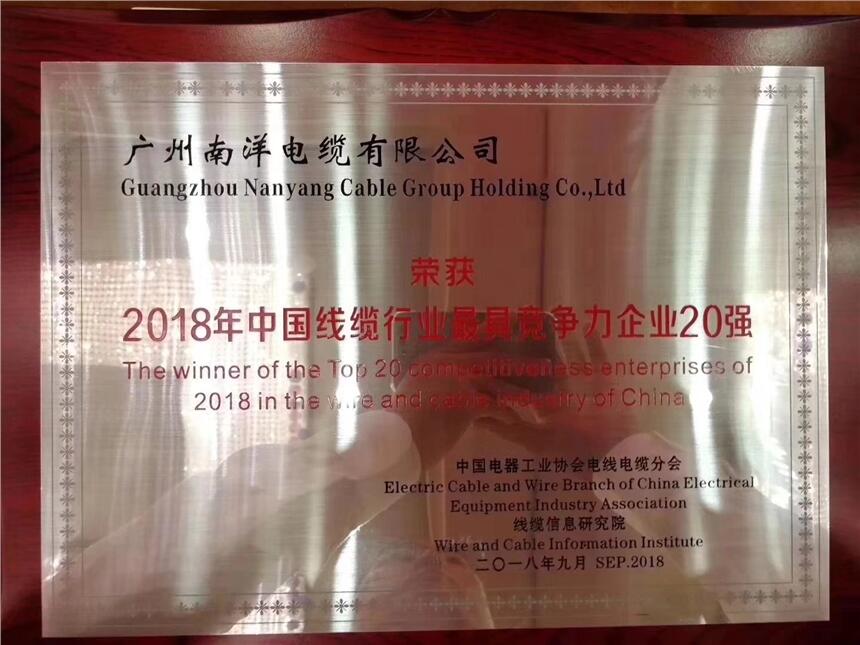 广州南洋电缆有限公司
Guangzhou Nanyang Cable Group Holding Co.,Ltd
荣获
2018年中国线缆行业最具竞争力企业20强
The winner of the Top 20 competitiveness enterprises of
2018 in the wire and cable industry of China
中国电器工业协会电线电缆分会
Electric Cable and Wire Branch of China Electrical
Equipment Industry Association
线缆信息研究院
Wire and Cable Information Institute
二〇一八年九月 SEP.2018